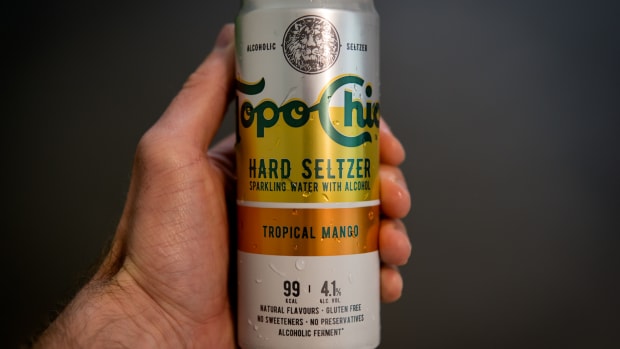 ALCOHOLIC SELTZER
Topo Chico
HARD SELTZER
SPARKLING WATER WITH ALCOHOL
TROPICAL MANGO
99 | 4.1%
KCAL ALC VOL
NATURAL FLAVOURS · GLUTEN FREE
NO SWEETENERS · NO PRESERVATIVES
ALCOHOLIC FERMENT*